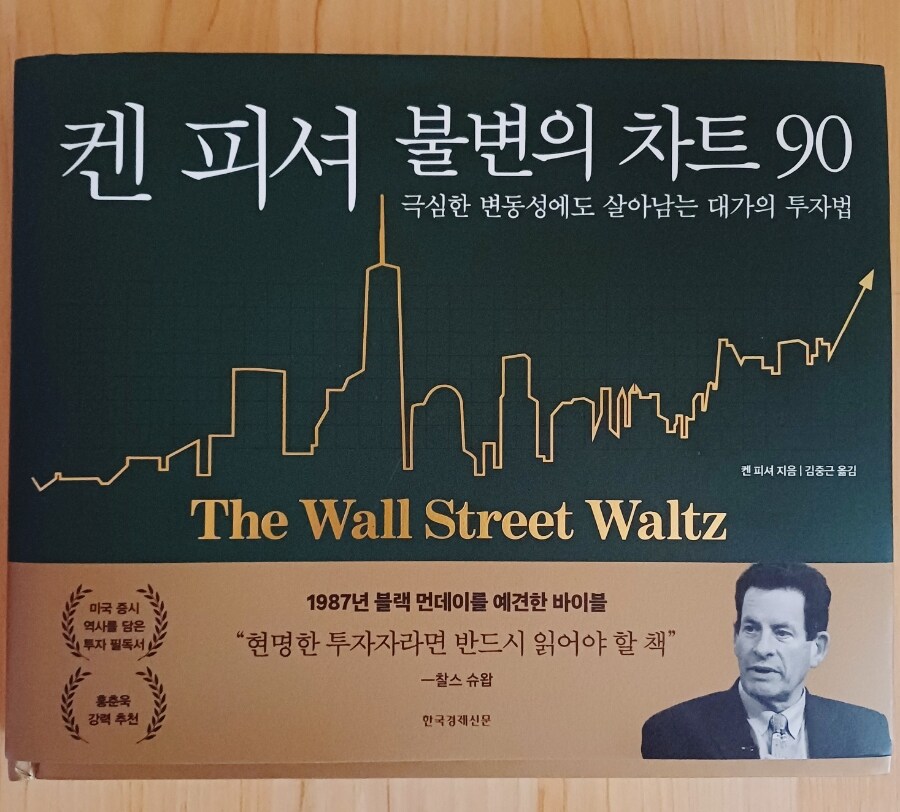 켄 피셔 불변의 차트 90
극심한 변동성에도 살아남는 대가의 투자법
켄 피셔 지음 | 김중근 옮김
The Wall Street Waltz
미국 증시
역사를 담은
투자 필독서
홍춘욱
강력 추천
1987년 블랙 먼데이를 예견한 바이블
“현명한 투자자라면 반드시 읽어야 할 책”
—찰스 슈왑
한국경제신문